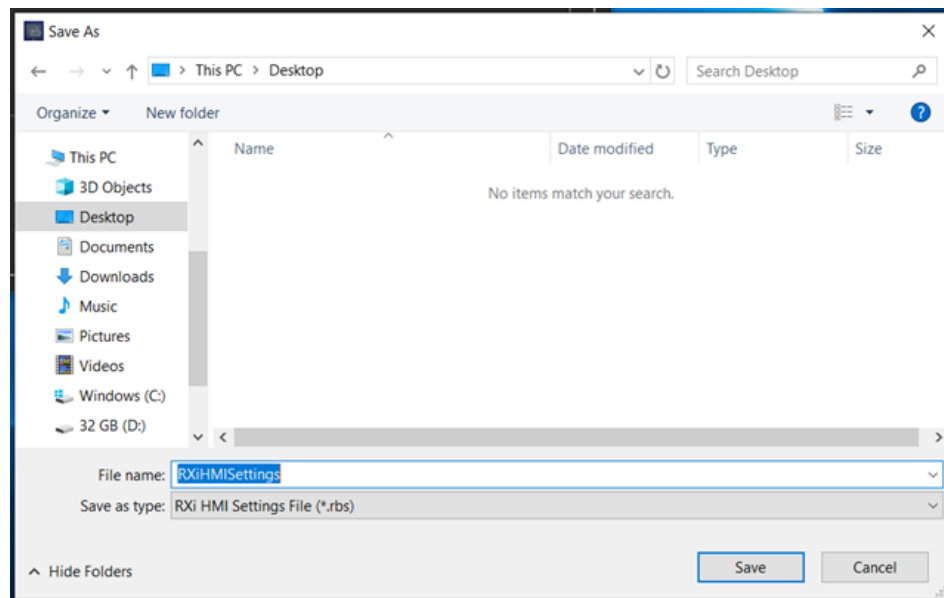 Save As
This PC > Desktop
Search Desktop
Organize
New folder
?
This PC
3D Objects
Desktop
Documents
Downloads
Music
Pictures
Videos
Windows (C:)
32 GB (D:)
Name
Date modified
Type
Size
No items match your search.
File name: RXiHMISettings
Save as type: RXi HMI Settings File (*.rbs)
Hide Folders
Save
Cancel